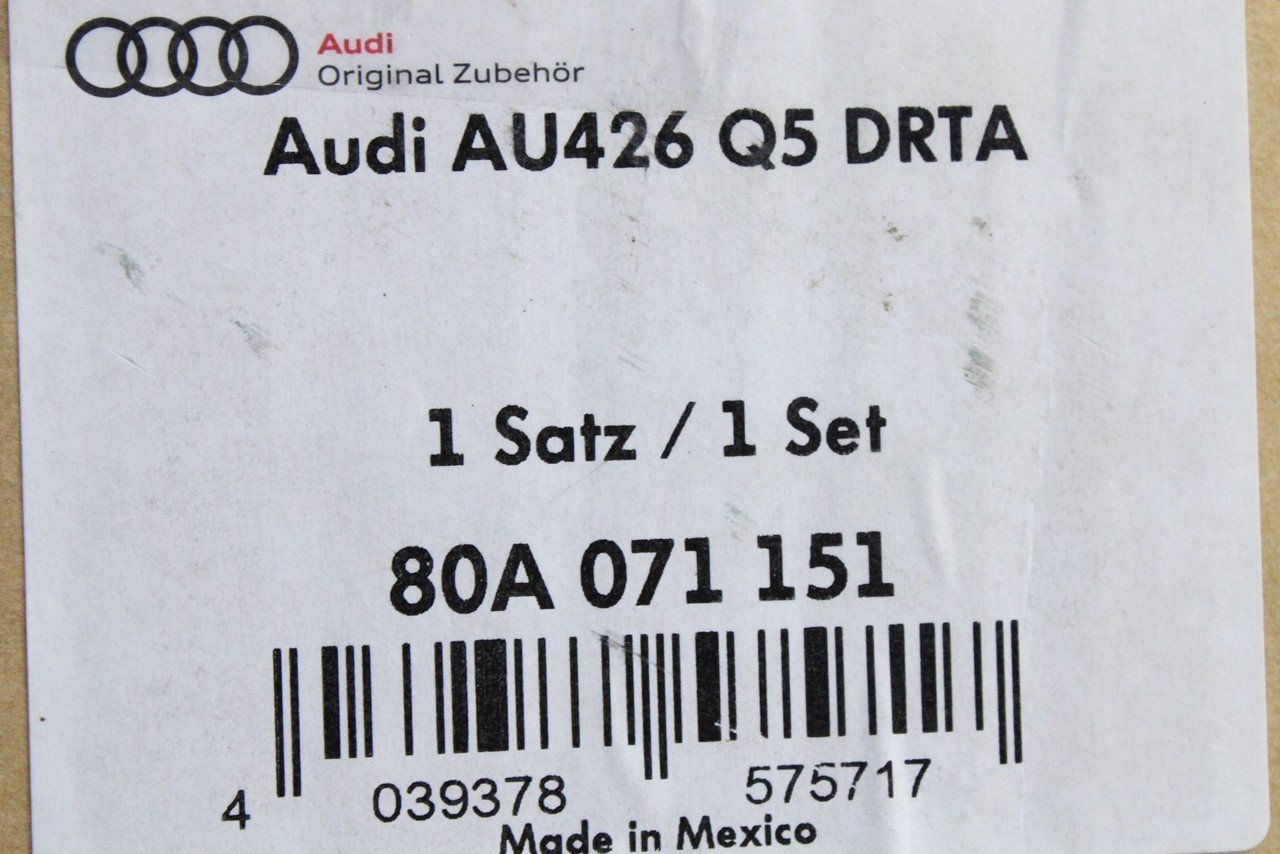 Audi
Original Zubehör
Audi AU426 Q5 DRTA
1 Satz / 1 Set
80A 071 151
4 039378 575717
Made in Mexico